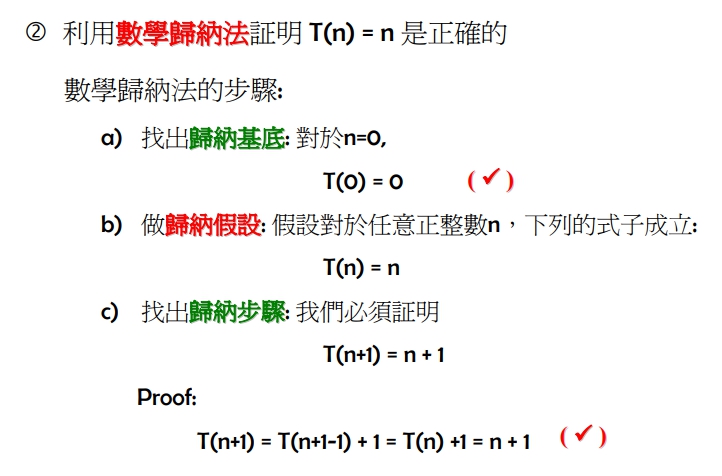 ② 利用數學歸納法証明 T(n) = n 是正確的
數學歸納法的步驟:
a) 找出歸納基底: 對於n=0,
T(0) = 0 (✓)
b) 做歸納假設: 假設對於任意正整數n，下列的式子成立:
T(n) = n
c) 找出歸納步驟: 我們必須証明
T(n+1) = n + 1
Proof:
T(n+1) = T(n+1-1) + 1 = T(n) +1 = n + 1 (✓)